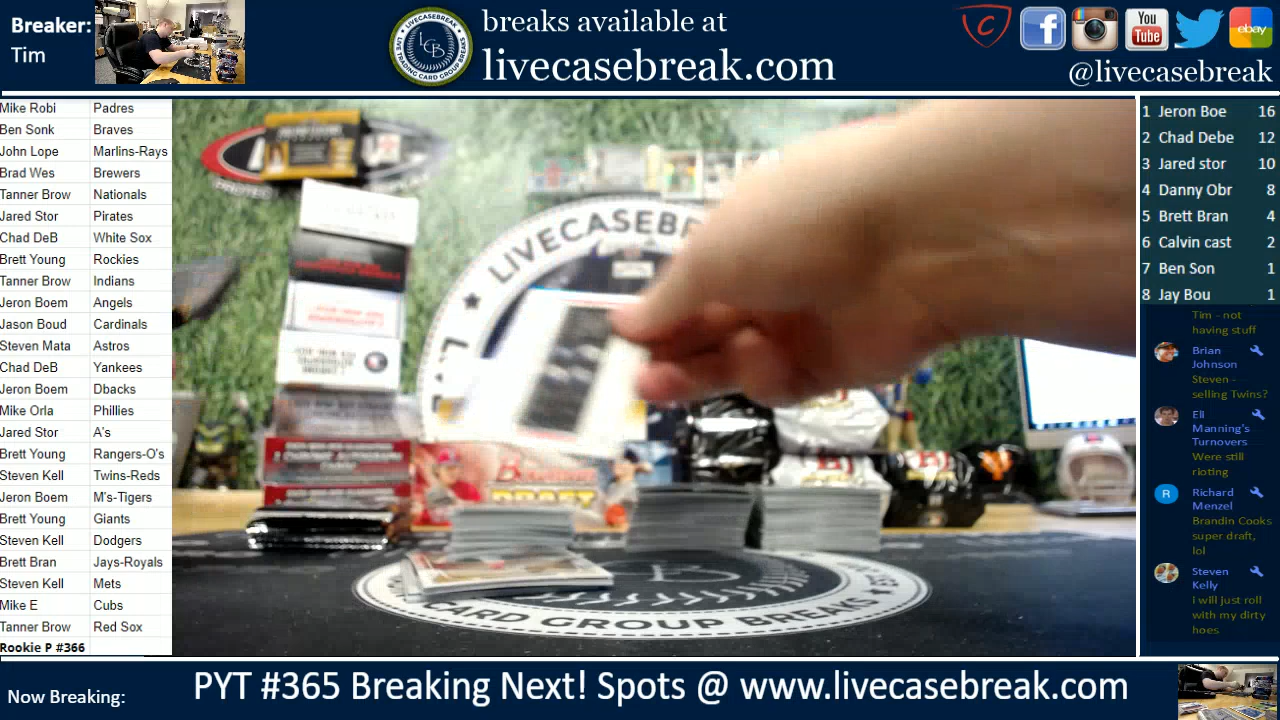 Breaker:
Tim
breaks available at
livecasebreak.com
You
Tube
ebay
@livecasebreak
Mike Robi Padres
Ben Sonk Braves
John Lope Marlins-Rays
Brad Wes Brewers
Tanner Brow Nationals
Jared Stor Pirates
Chad DeB White Sox
Brett Young Rockies
Tanner Brow Indians
Jeron Boem Angels
Jason Boud Cardinals
Steven Mata Astros
Chad DeB Yankees
Jeron Boem Dbacks
Mike Orla Phillies
Jared Stor A's
Brett Young Rangers-O's
Steven Kell Twins-Reds
Jeron Boem M's-Tigers
Brett Young Giants
Steven Kell Dodgers
Brett Bran Jays-Royals
Steven Kell Mets
Mike E Cubs
Tanner Brow Red Sox
Rookie P #366
LIVECASEB
DRAFT
CARD GROUP BREAKS
1 Jeron Boe 16
2 Chad Debe 12
3 Jared stor 10
4 Danny Obr 8
5 Brett Bran 4
6 Calvin cast 2
7 Ben Son 1
8 Jay Bou 1
Tim - not
having stuff
Brian
Johnson
Steven -
selling Twins?
Eli
Manning's
Turnovers
Were still
rioting
R
Richard
Menzel
Brandin Cooks
super draft,
lol
Steven
Kelly
I will just roll
with my dirty
hoes
Now Breaking:
PYT #365 Breaking Next! Spots @ www.livecasebreak.com